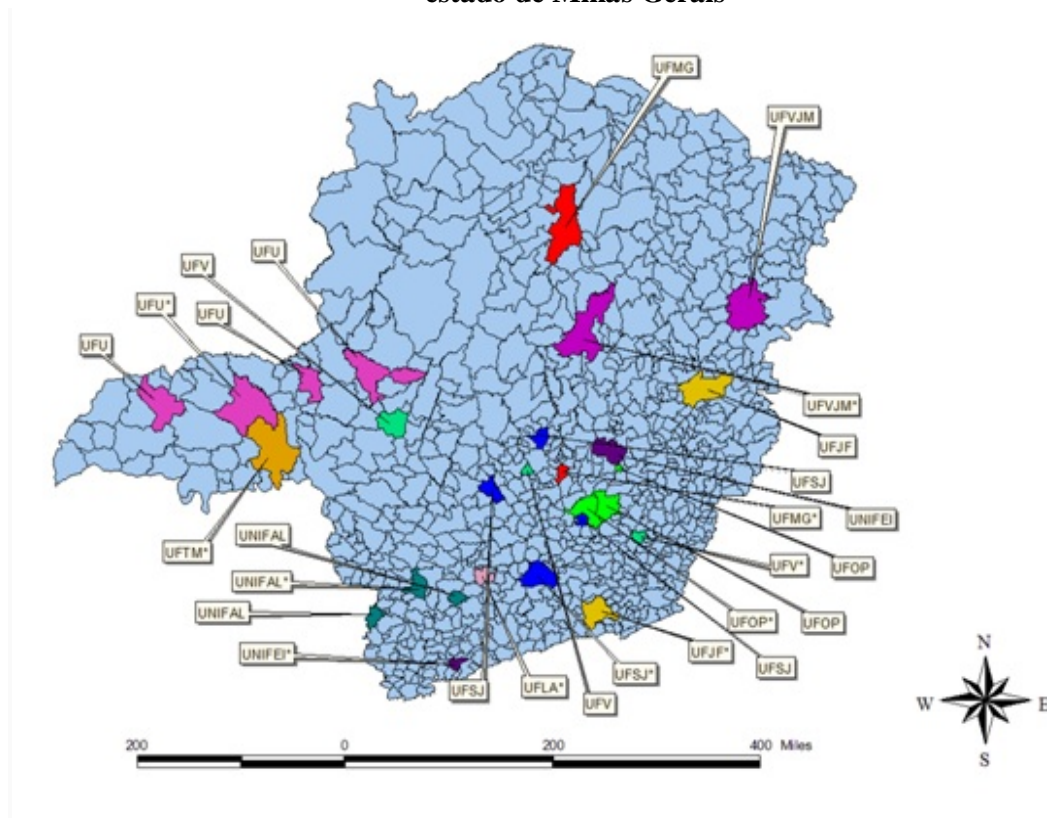 estado de Minas Gerais
UFMG
UFVJM
UFU
UFV
UFU*
UFU
UFU
UFVJM*
UFJF
UFSJ
UFMG*
UNIFEI
UFTM*
UNIFAL
UFV*
UFOP
UNIFAL*
UNIFAL
UFOP*
UFOP
UNIFEI*
UFJF*
UFSJ
UFSJ
UFLA*
UFSJ*
UFV
N
W
E
S
200 0 200 400 Miles